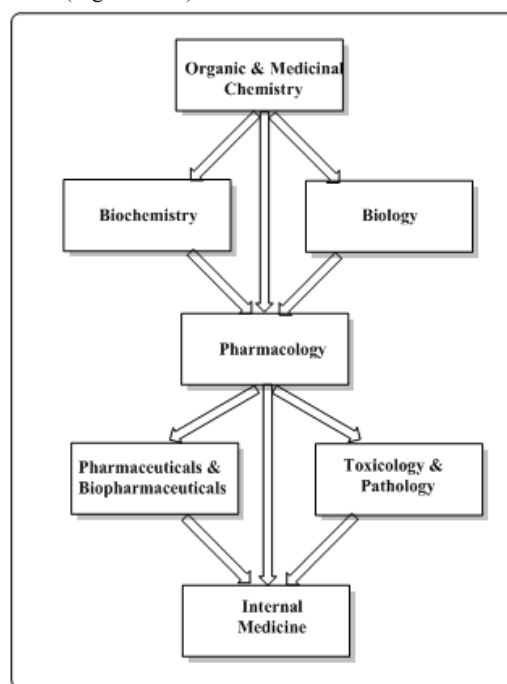 Organic & Medicinal
Chemistry
Biochemistry
Biology
Pharmacology
Pharmaceuticals &
Biopharmaceuticals
Toxicology &
Pathology
Internal
Medicine